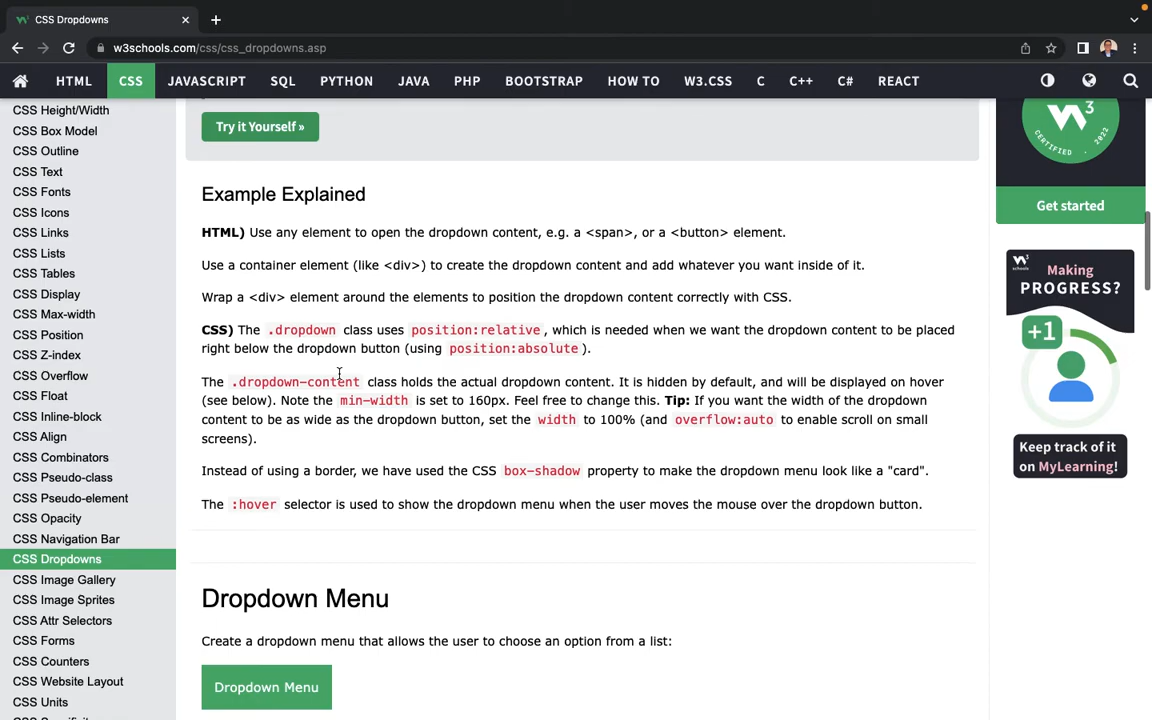 CSS Dropdowns
w3schools.com/css/css_dropdowns.asp
HTML CSS JAVASCRIPT SQL PYTHON JAVA PHP BOOTSTRAP HOW TO W3.CSS C C++ C# REACT
CSS Height/Width
CSS Box Model
CSS Outline
CSS Text
CSS Fonts
CSS Icons
CSS Links
CSS Lists
CSS Tables
CSS Display
CSS Max-width
CSS Position
CSS Z-index
CSS Overflow
CSS Float
CSS Inline-block
CSS Align
CSS Combinators
CSS Pseudo-class
CSS Pseudo-element
CSS Opacity
CSS Navigation Bar
CSS Dropdowns
CSS Image Gallery
CSS Image Sprites
CSS Attr Selectors
CSS Forms
CSS Counters
CSS Website Layout
CSS Units
Try it Yourself »
Example Explained
HTML) Use any element to open the dropdown content, e.g. a <span>, or a <button> element.
Use a container element (like <div>) to create the dropdown content and add whatever you want inside of it.
Wrap a <div> element around the elements to position the dropdown content correctly with CSS.
CSS) The .dropdown class uses position:relative, which is needed when we want the dropdown content to be placed
right below the dropdown button (using position:absolute).
The .dropdown-content class holds the actual dropdown content. It is hidden by default, and will be displayed on hover
(see below). Note the min-width is set to 160px. Feel free to change this. Tip: If you want the width of the dropdown
content to be as wide as the dropdown button, set the width to 100% (and overflow:auto to enable scroll on small
screens).
Instead of using a border, we have used the CSS box-shadow property to make the dropdown menu look like a "card".
The :hover selector is used to show the dropdown menu when the user moves the mouse over the dropdown button.
Dropdown Menu
Create a dropdown menu that allows the user to choose an option from a list:
Dropdown Menu
W3
CERTIFIED . 2022
Get started
W3
schools
Making
PROGRESS?
+1
Keep track of it
on MyLearning!